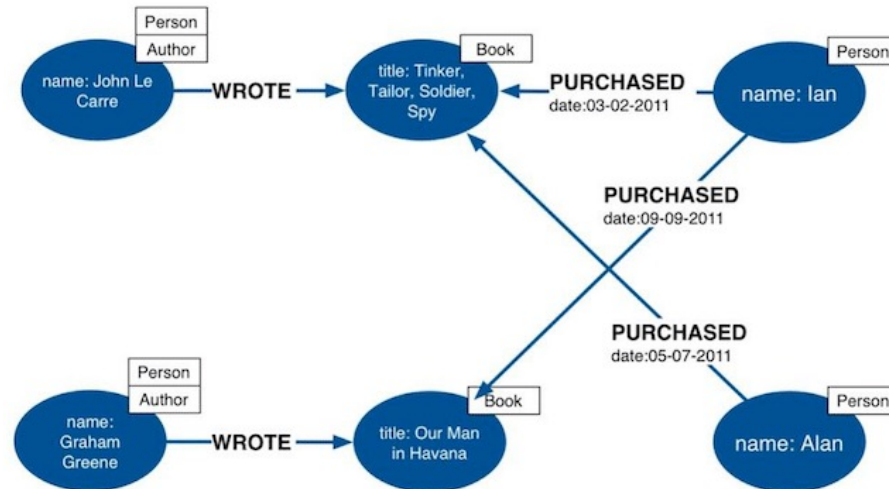 Person
Author
name: John Le
Carre
WROTE
Book
title: Tinker,
Tailor, Soldier,
Spy
PURCHASED
date:03-02-2011
Person
name: Ian
PURCHASED
date:09-09-2011
PURCHASED
date:05-07-2011
Person
Author
name:
Graham
Greene
WROTE
Book
title: Our Man
in Havana
Person
name: Alan